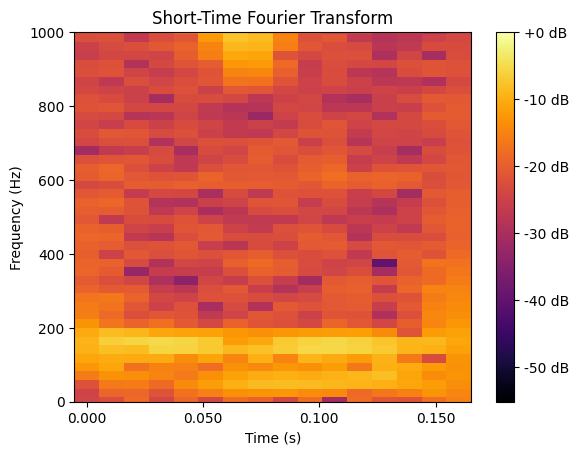 Short-Time Fourier Transform
1000
800
600
400
200
0
Frequency (Hz)
0.000
0.050
0.100
0.150
Time (s)
+0 dB
-10 dB
-20 dB
-30 dB
-40 dB
-50 dB